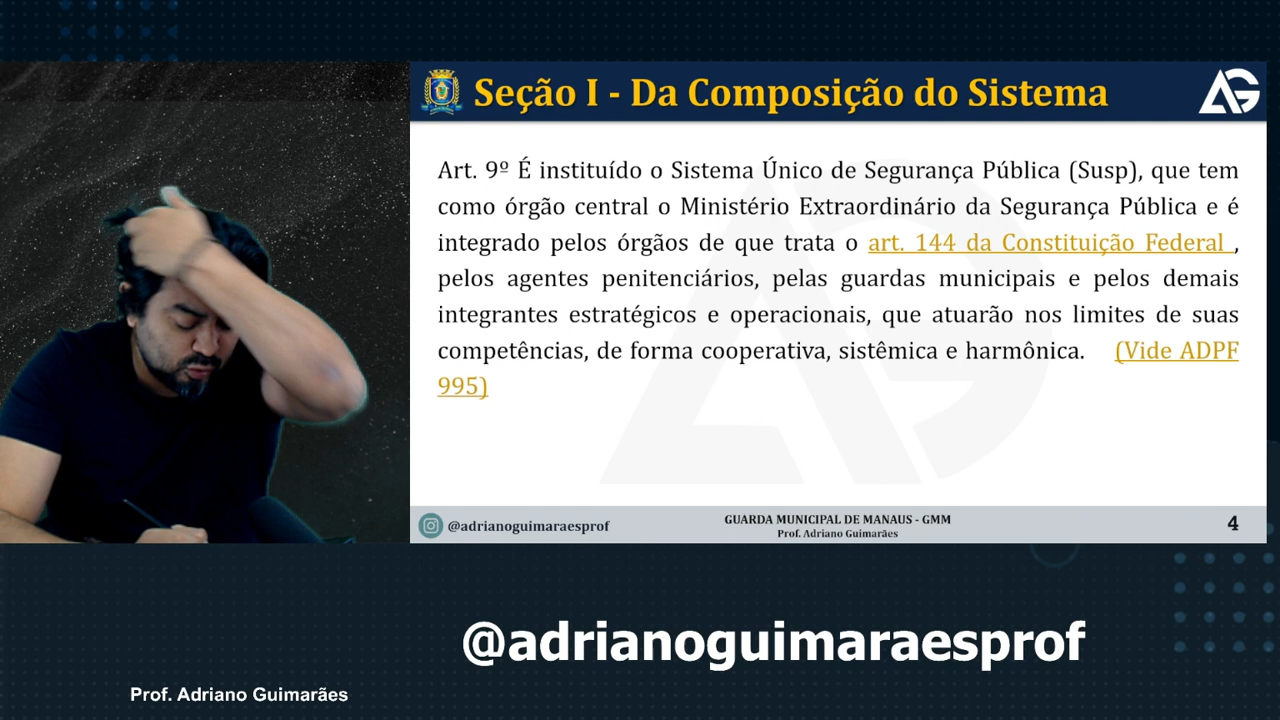 Seção I - Da Composição do Sistema
AG
Art. 9º É instituído o Sistema Único de Segurança Pública (Susp), que tem
como órgão central o Ministério Extraordinário da Segurança Pública e é
integrado pelos órgãos de que trata o art. 144 da Constituição Federal ,
pelos agentes penitenciários, pelas guardas municipais e pelos demais
integrantes estratégicos e operacionais, que atuarão nos limites de suas
competências, de forma cooperativa, sistêmica e harmônica. (Vide ADPF
995)
@adrianoguimaraesprof
GUARDA MUNICIPAL DE MANAUS - GMM
Prof. Adriano Guimarães
4
@adrianoguimaraesprof
Prof. Adriano Guimarães